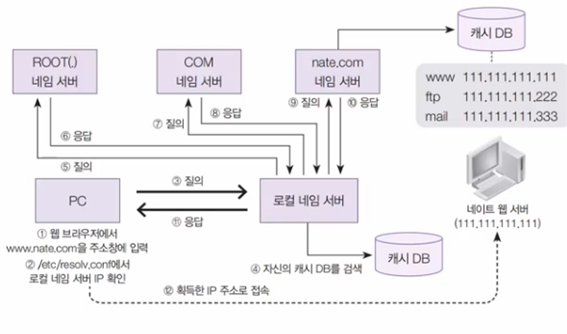 ROOT(.)
네임 서버
COM
네임 서버
nate.com
네임 서버
캐시 DB
www 111.111.111.111
ftp 111.111.111.222
mail 111.111.111.333
⑨ 질의
⑩ 응답
⑧ 응답
⑦ 질의
⑥ 응답
⑤ 질의
PC
③ 질의
⑪ 응답
로컬 네임 서버
네이트 웹 서버
(111.111.111.111)
① 웹 브라우저에서
www.nate.com을 주소창에 입력
② /etc/resolv.conf에서
로컬 네임 서버 IP 확인
④ 자신의 캐시 DB를 검색
캐시 DB
⑫ 획득한 IP 주소로 접속